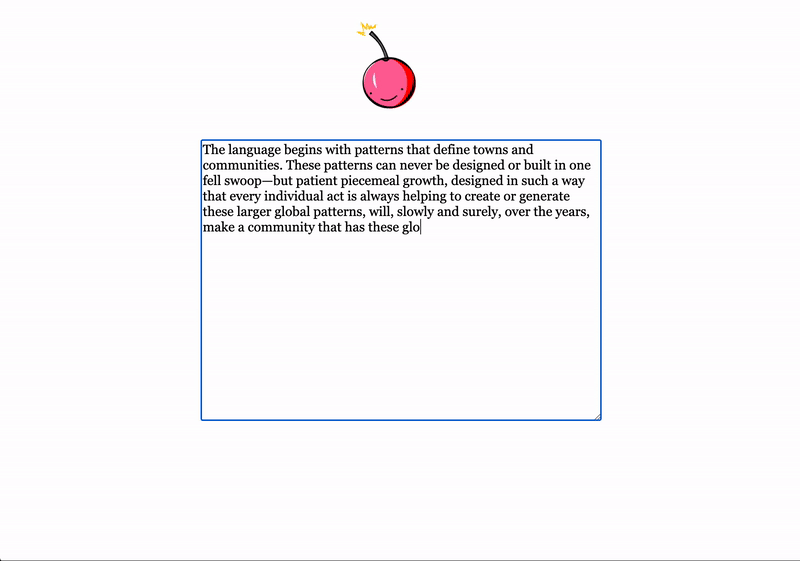 The language begins with patterns that define towns and
communities. These patterns can never be designed or built in one
fell swoop—but patient piecemeal growth, designed in such a way
that every individual act is always helping to create or generate
these larger global patterns, will, slowly and surely, over the years,
make a community that has these glo